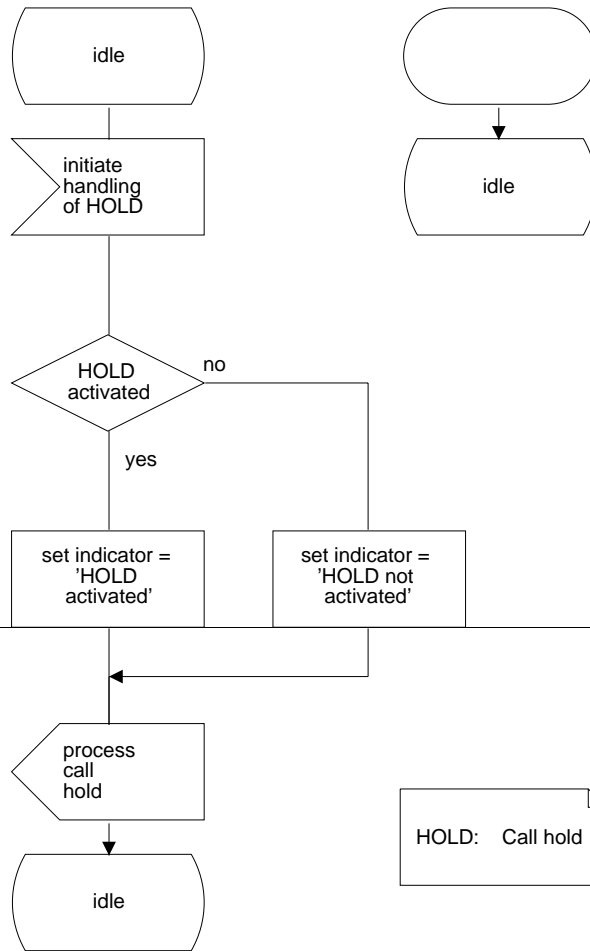 idle
initiate
handling
of HOLD
idle
HOLD
activated
no
yes
set indicator =
’HOLD
activated’
set indicator =
’HOLD not
activated’
process
call
hold
HOLD: Call hold
idle